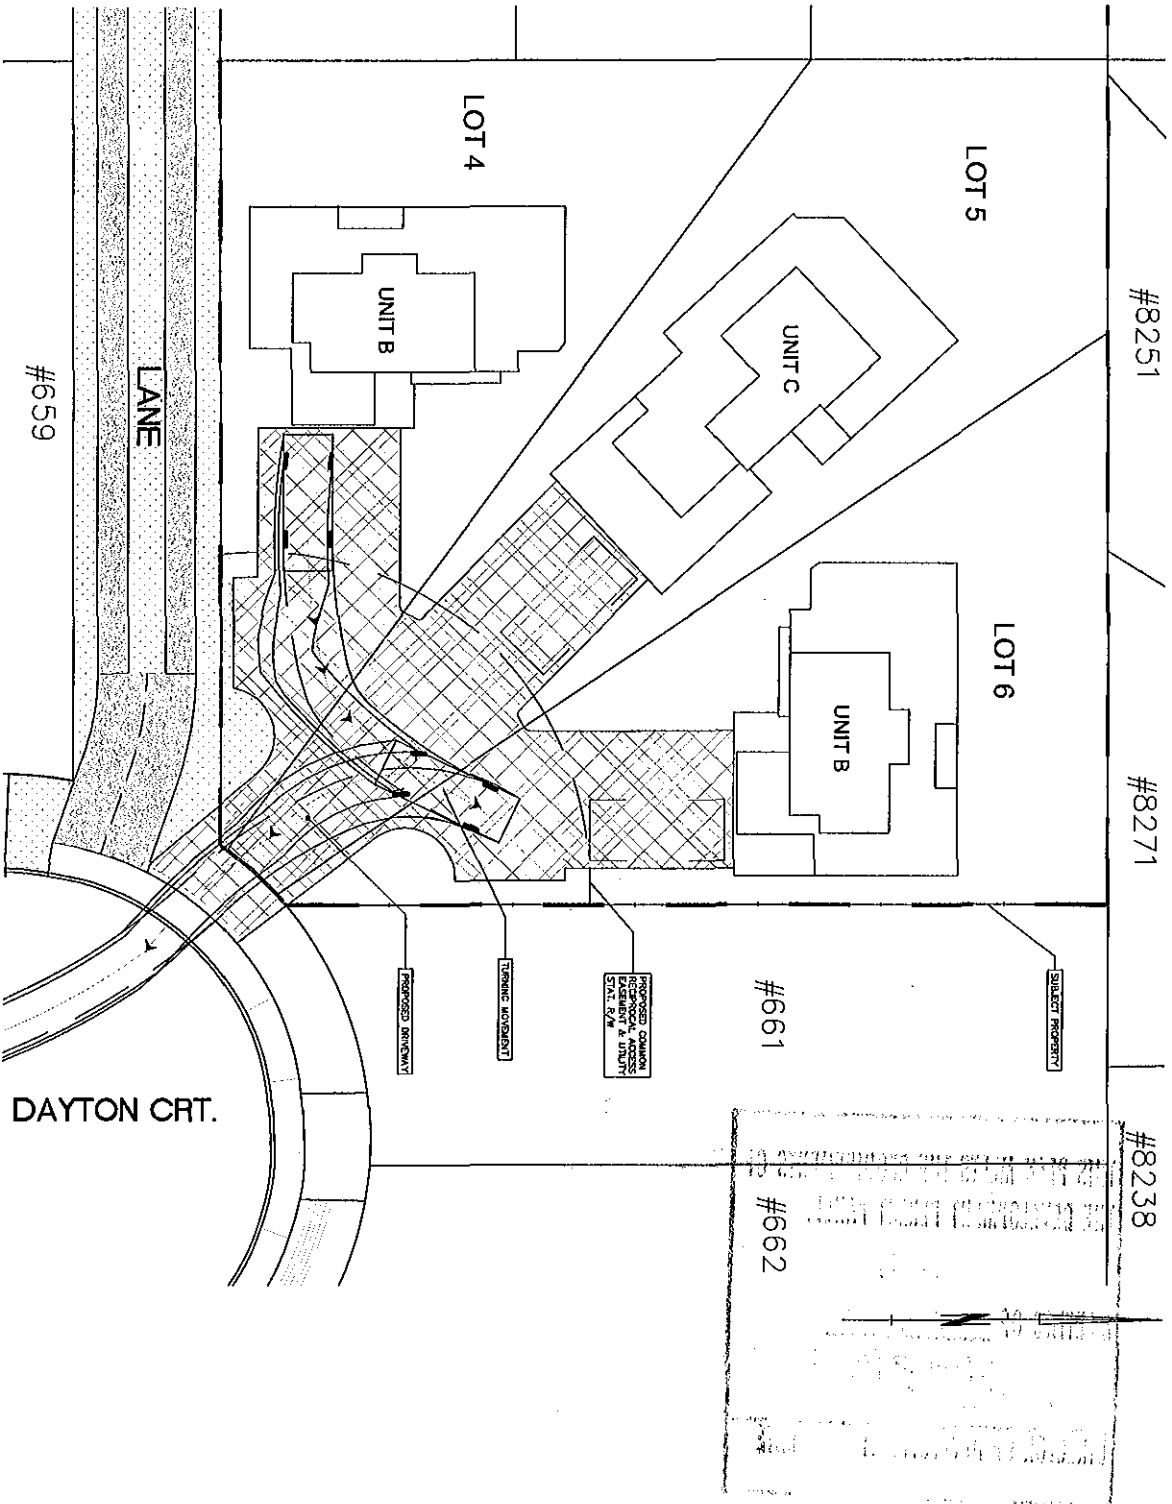 LOT 4
LOT 5
LOT 6
UNIT B
UNIT C
UNIT B
#8251
#8271
#8238
#659
LANE
#661
#662
SUBJECT PROPERTY
PROPOSED COMMON
RECIPROCAL ACCESS
EASEMENT & UTILITY
STAT. R/W
TURNING MOVEMENT
PROPOSED DRIVEWAY
DAYTON CRT.